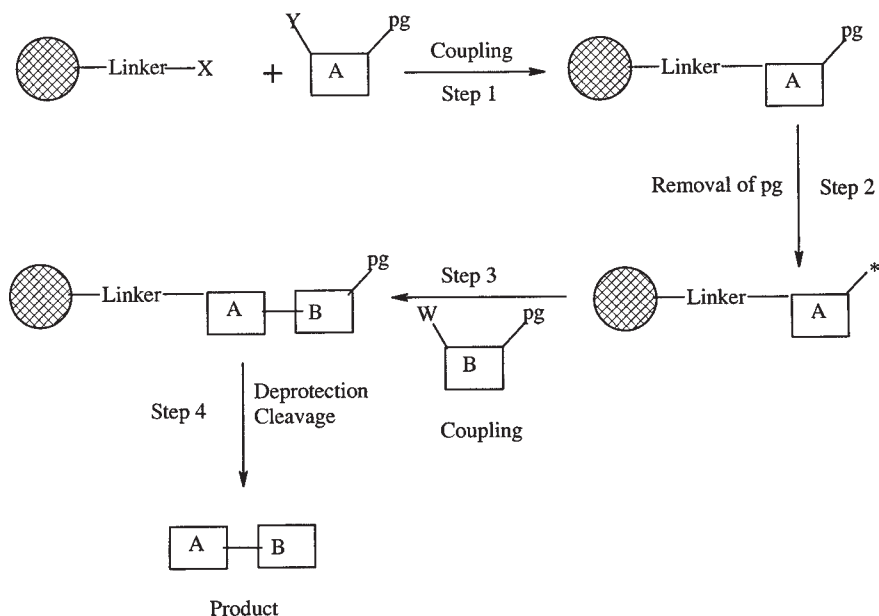 Linker X
+
Y
pg
A
Coupling
Step 1
Linker
A
pg
Removal of pg
Step 2
Linker
A
*
Step 3
W
pg
B
Coupling
Linker
A
B
pg
Step 4
Deprotection
Cleavage
A
B
Product